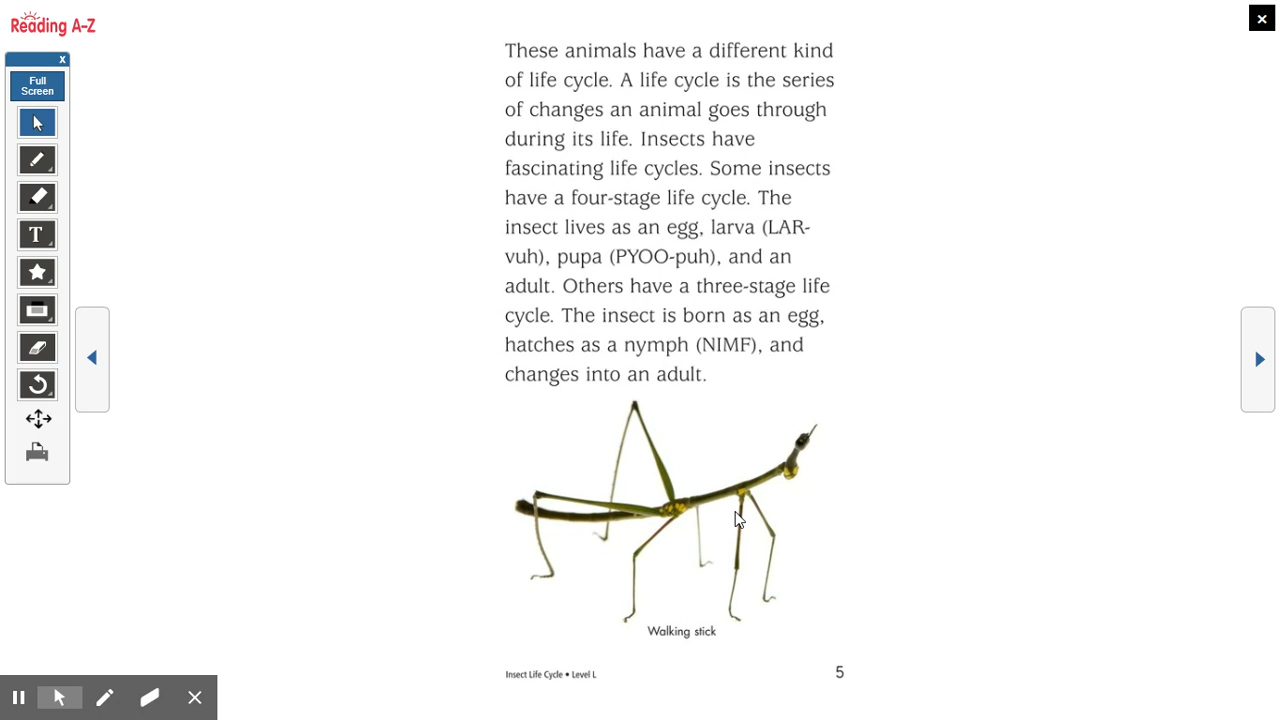 Reading A-Z
x
Full
Screen
T
These animals have a different kind
of life cycle. A life cycle is the series
of changes an animal goes through
during its life. Insects have
fascinating life cycles. Some insects
have a four-stage life cycle. The
insect lives as an egg, larva (LAR-
vuh), pupa (PYOO-puh), and an
adult. Others have a three-stage life
cycle. The insect is born as an egg,
hatches as a nymph (NIMF), and
changes into an adult.
Walking stick
Insect Life Cycle • Level L
5